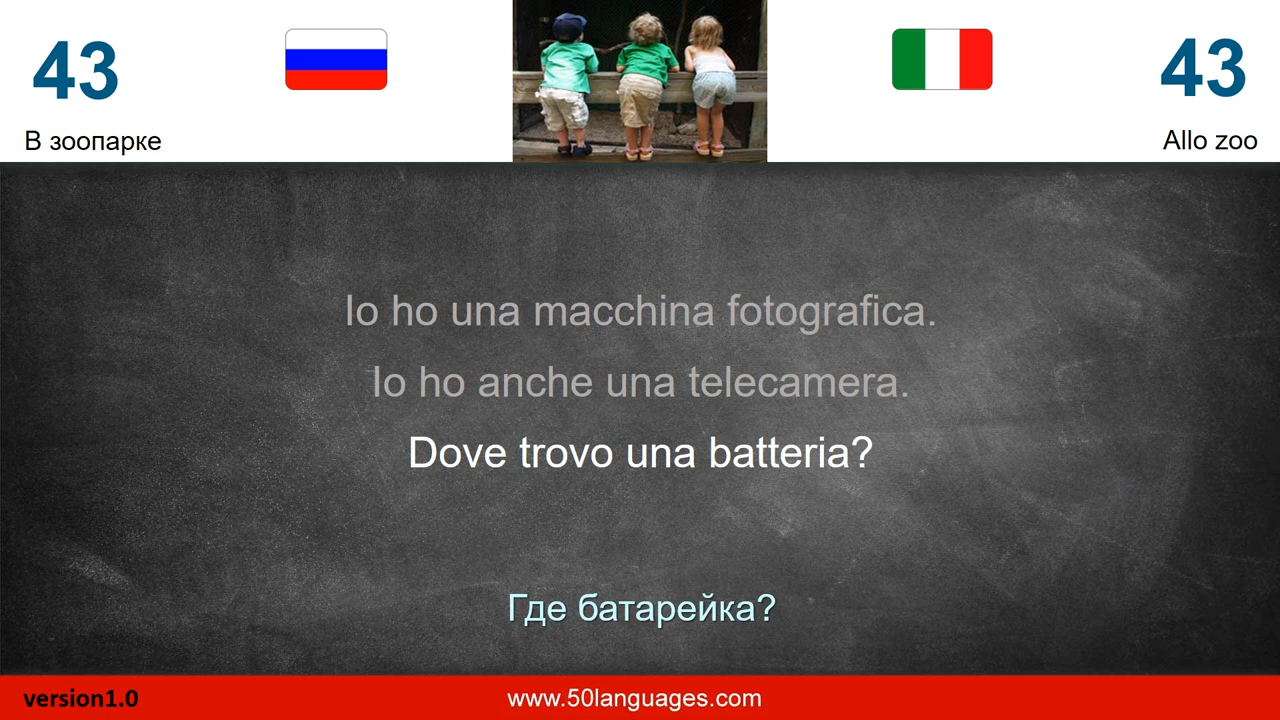 43
43
В зоопарке
Allo zoo
Io ho una macchina fotografica.
Io ho anche una telecamera.
Dove trovo una batteria?
Где батарейка?
version1.0
www.50languages.com